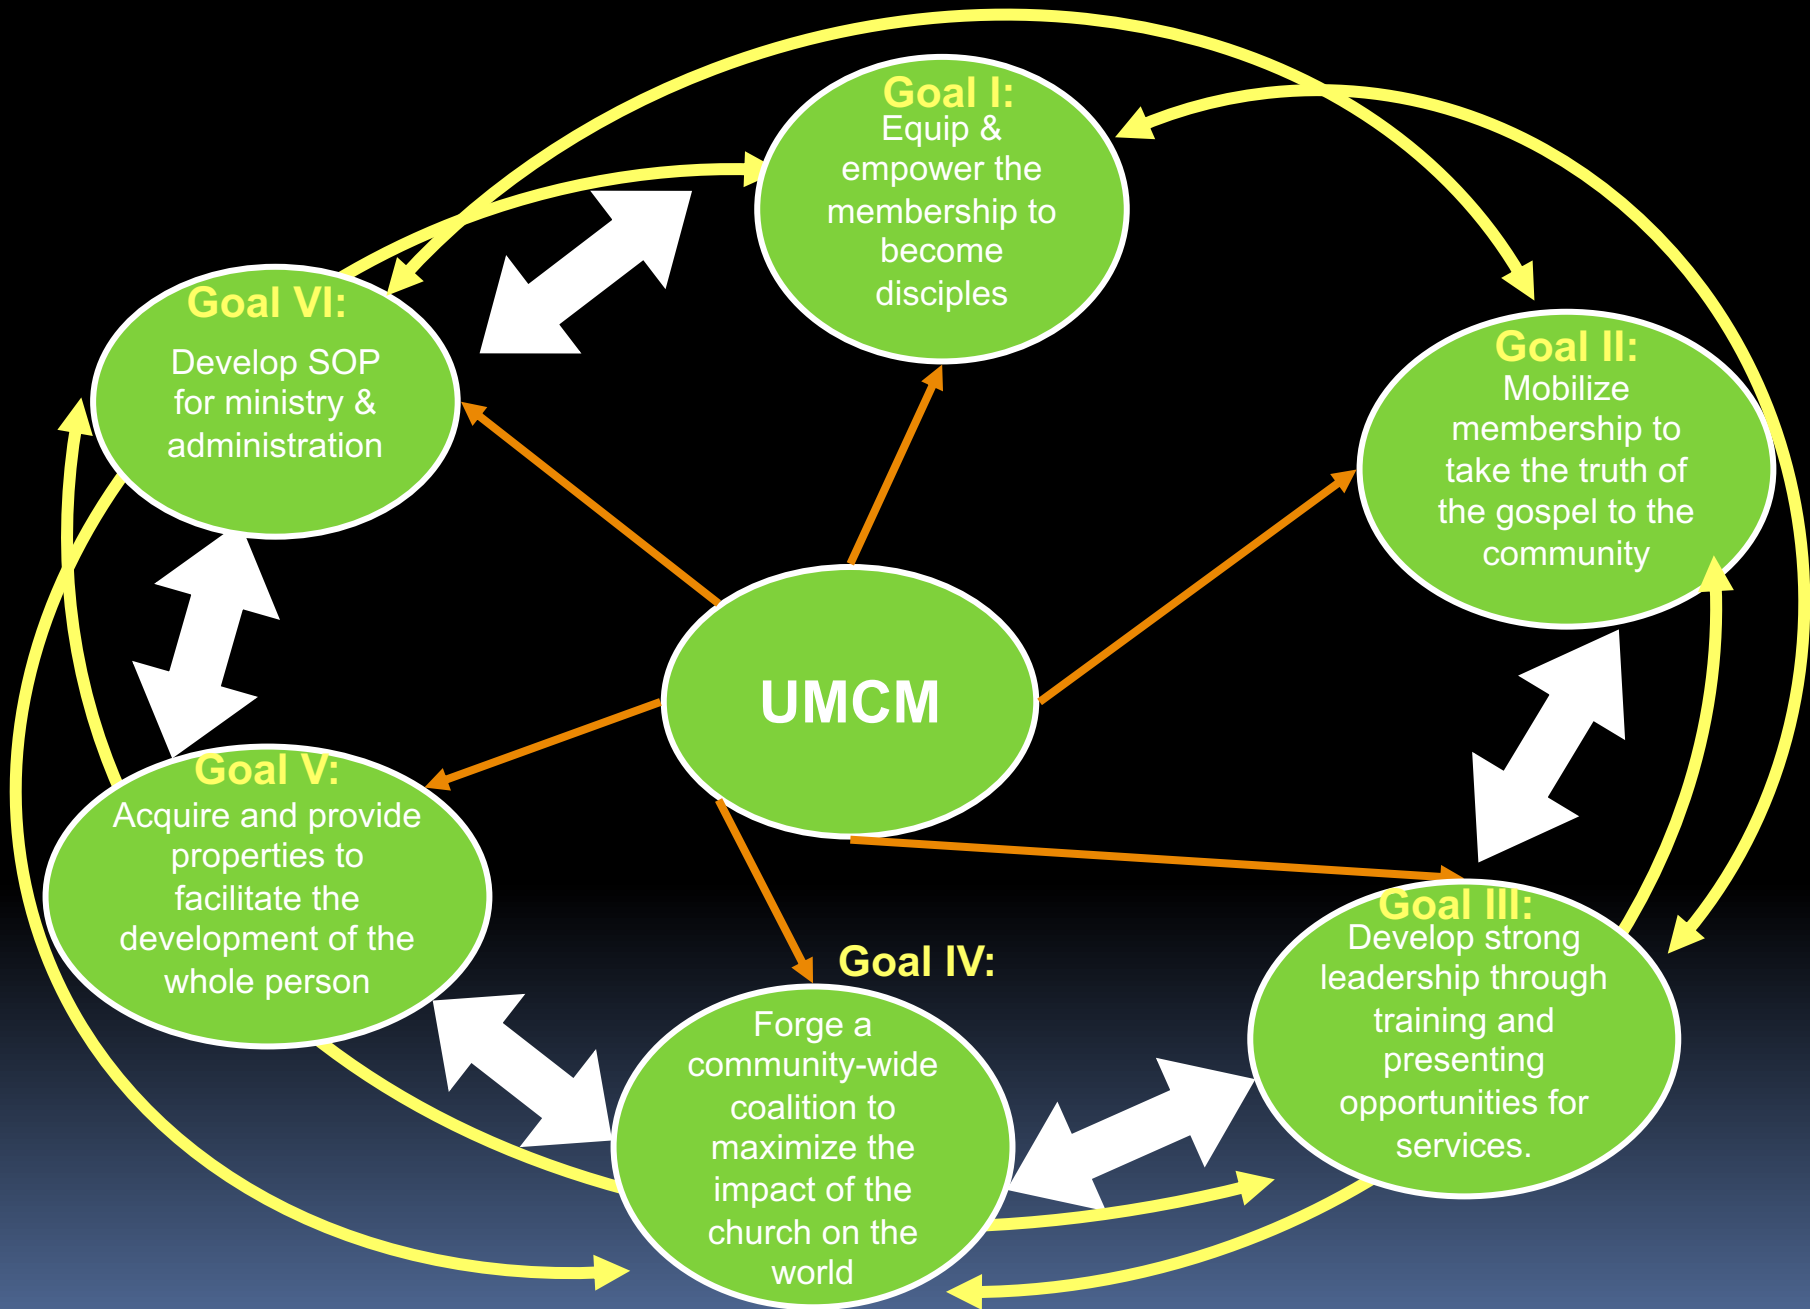 Goal I:
Equip &
empower the
membership to
become
disciples
Goal VI:
Develop SOP
for ministry &
administration
Goal II:
Mobilize
membership to
take the truth of
the gospel to the
community
UMCM
Goal V:
Acquire and provide
properties to
facilitate the
development of the
whole person
Goal IV:
Forge a
community-wide
coalition to
maximize the
impact of the
church on the
world
Goal III:
Develop strong
leadership through
training and
presenting
opportunities for
services.